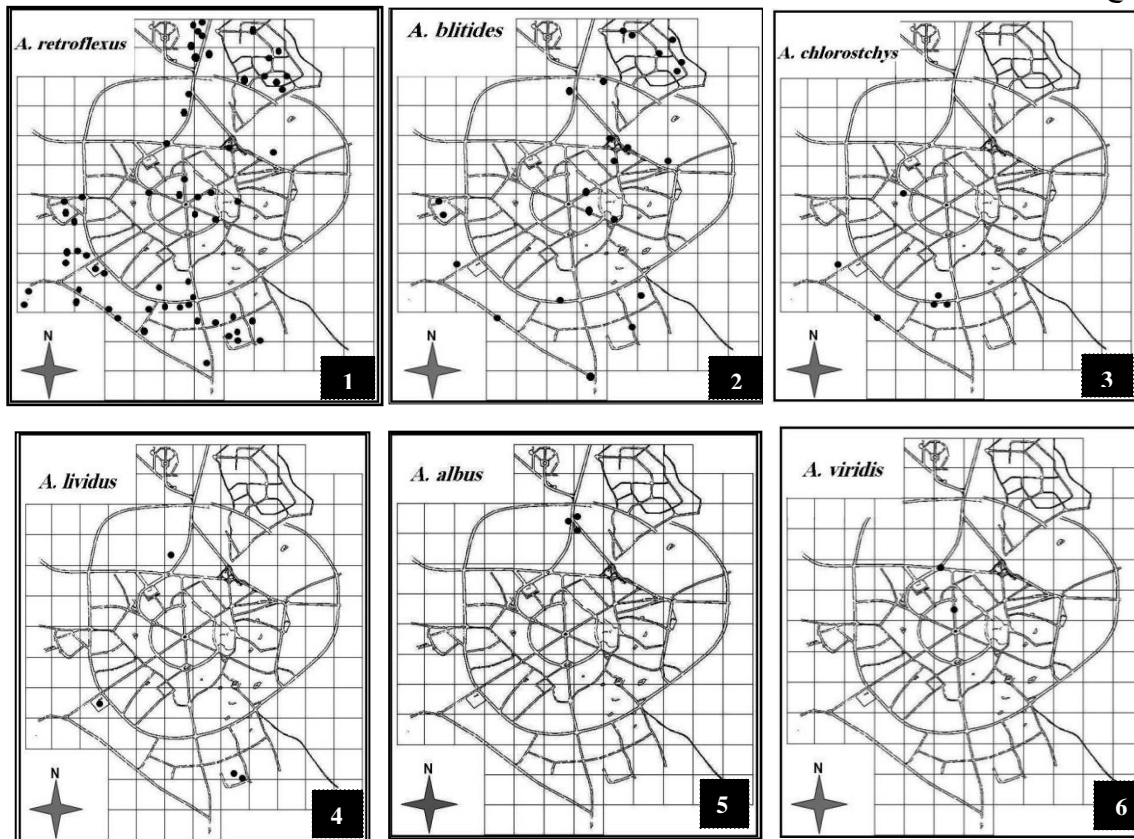 A. retroflexus
N
1
A. blitides
N
2
A. chlorostchys
N
3
A. lividus
N
4
A. albus
N
5
A. viridis
N
6